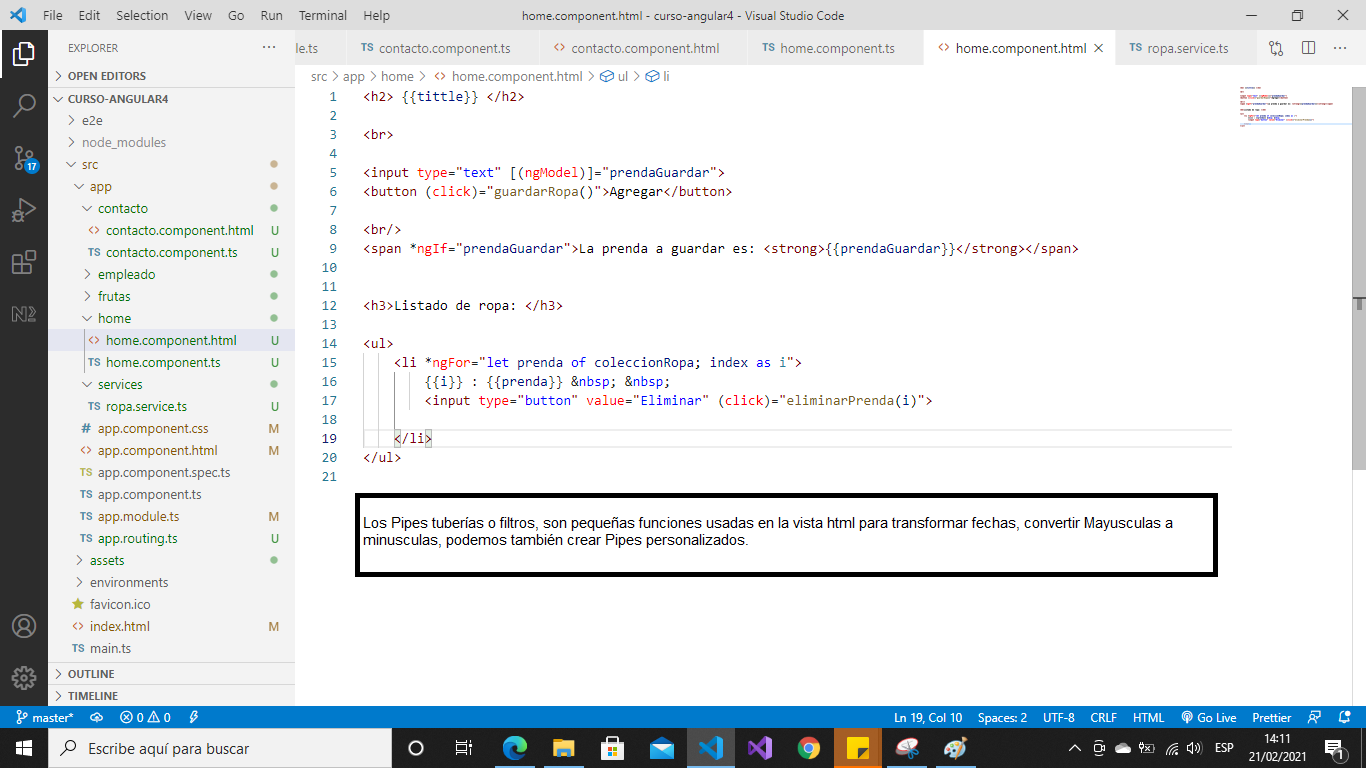 File Edit Selection View Go Run Terminal Help home.component.html - curso-angular4 - Visual Studio Code
EXPLORER
OPEN EDITORS
CURSO-ANGULAR4
e2e
node_modules
src
app
contacto
contacto.component.html U
TS contacto.component.ts U
empleado
frutas
home
home.component.html U
TS home.component.ts U
services
TS ropa.service.ts U
# app.component.css M
app.component.html M
TS app.component.spec.ts
TS app.component.ts
TS app.module.ts M
TS app.routing.ts U
assets
environments
favicon.ico
index.html M
TS main.ts
OUTLINE
TIMELINE
17
le.ts TS contacto.component.ts <> contacto.component.html TS home.component.ts <> home.component.html TS ropa.service.ts
src > app > home > <> home.component.html > ul > li
1 <h2> {{tittle}} </h2>
2
3 <br>
4
5 <input type="text" [(ngModel)]="prendaGuardar">
6 <button (click)="guardarRopa()">Agregar</button>
7
8 <br/>
9 <span *ngIf="prendaGuardar">La prenda a guardar es: <strong>{{prendaGuardar}}</strong></span>
10
11
12 <h3>Listado de ropa: </h3>
13
14 <ul>
15 <li *ngFor="let prenda of coleccionRopa; index as i">
16 {{i}} : {{prenda}} &nbsp; &nbsp;
17 <input type="button" value="Eliminar" (click)="eliminarPrenda(i)">
18
19 </li>
20 </ul>
21
Los Pipes tuberías o filtros, son pequeñas funciones usadas en la vista html para transformar fechas, convertir Mayusculas a
minusculas, podemos también crear Pipes personalizados.
master* 0 0 Ln 19, Col 10 Spaces: 2 UTF-8 CRLF HTML Go Live Prettier
Escribe aquí para buscar
ESP
14:11
21/02/2021
1